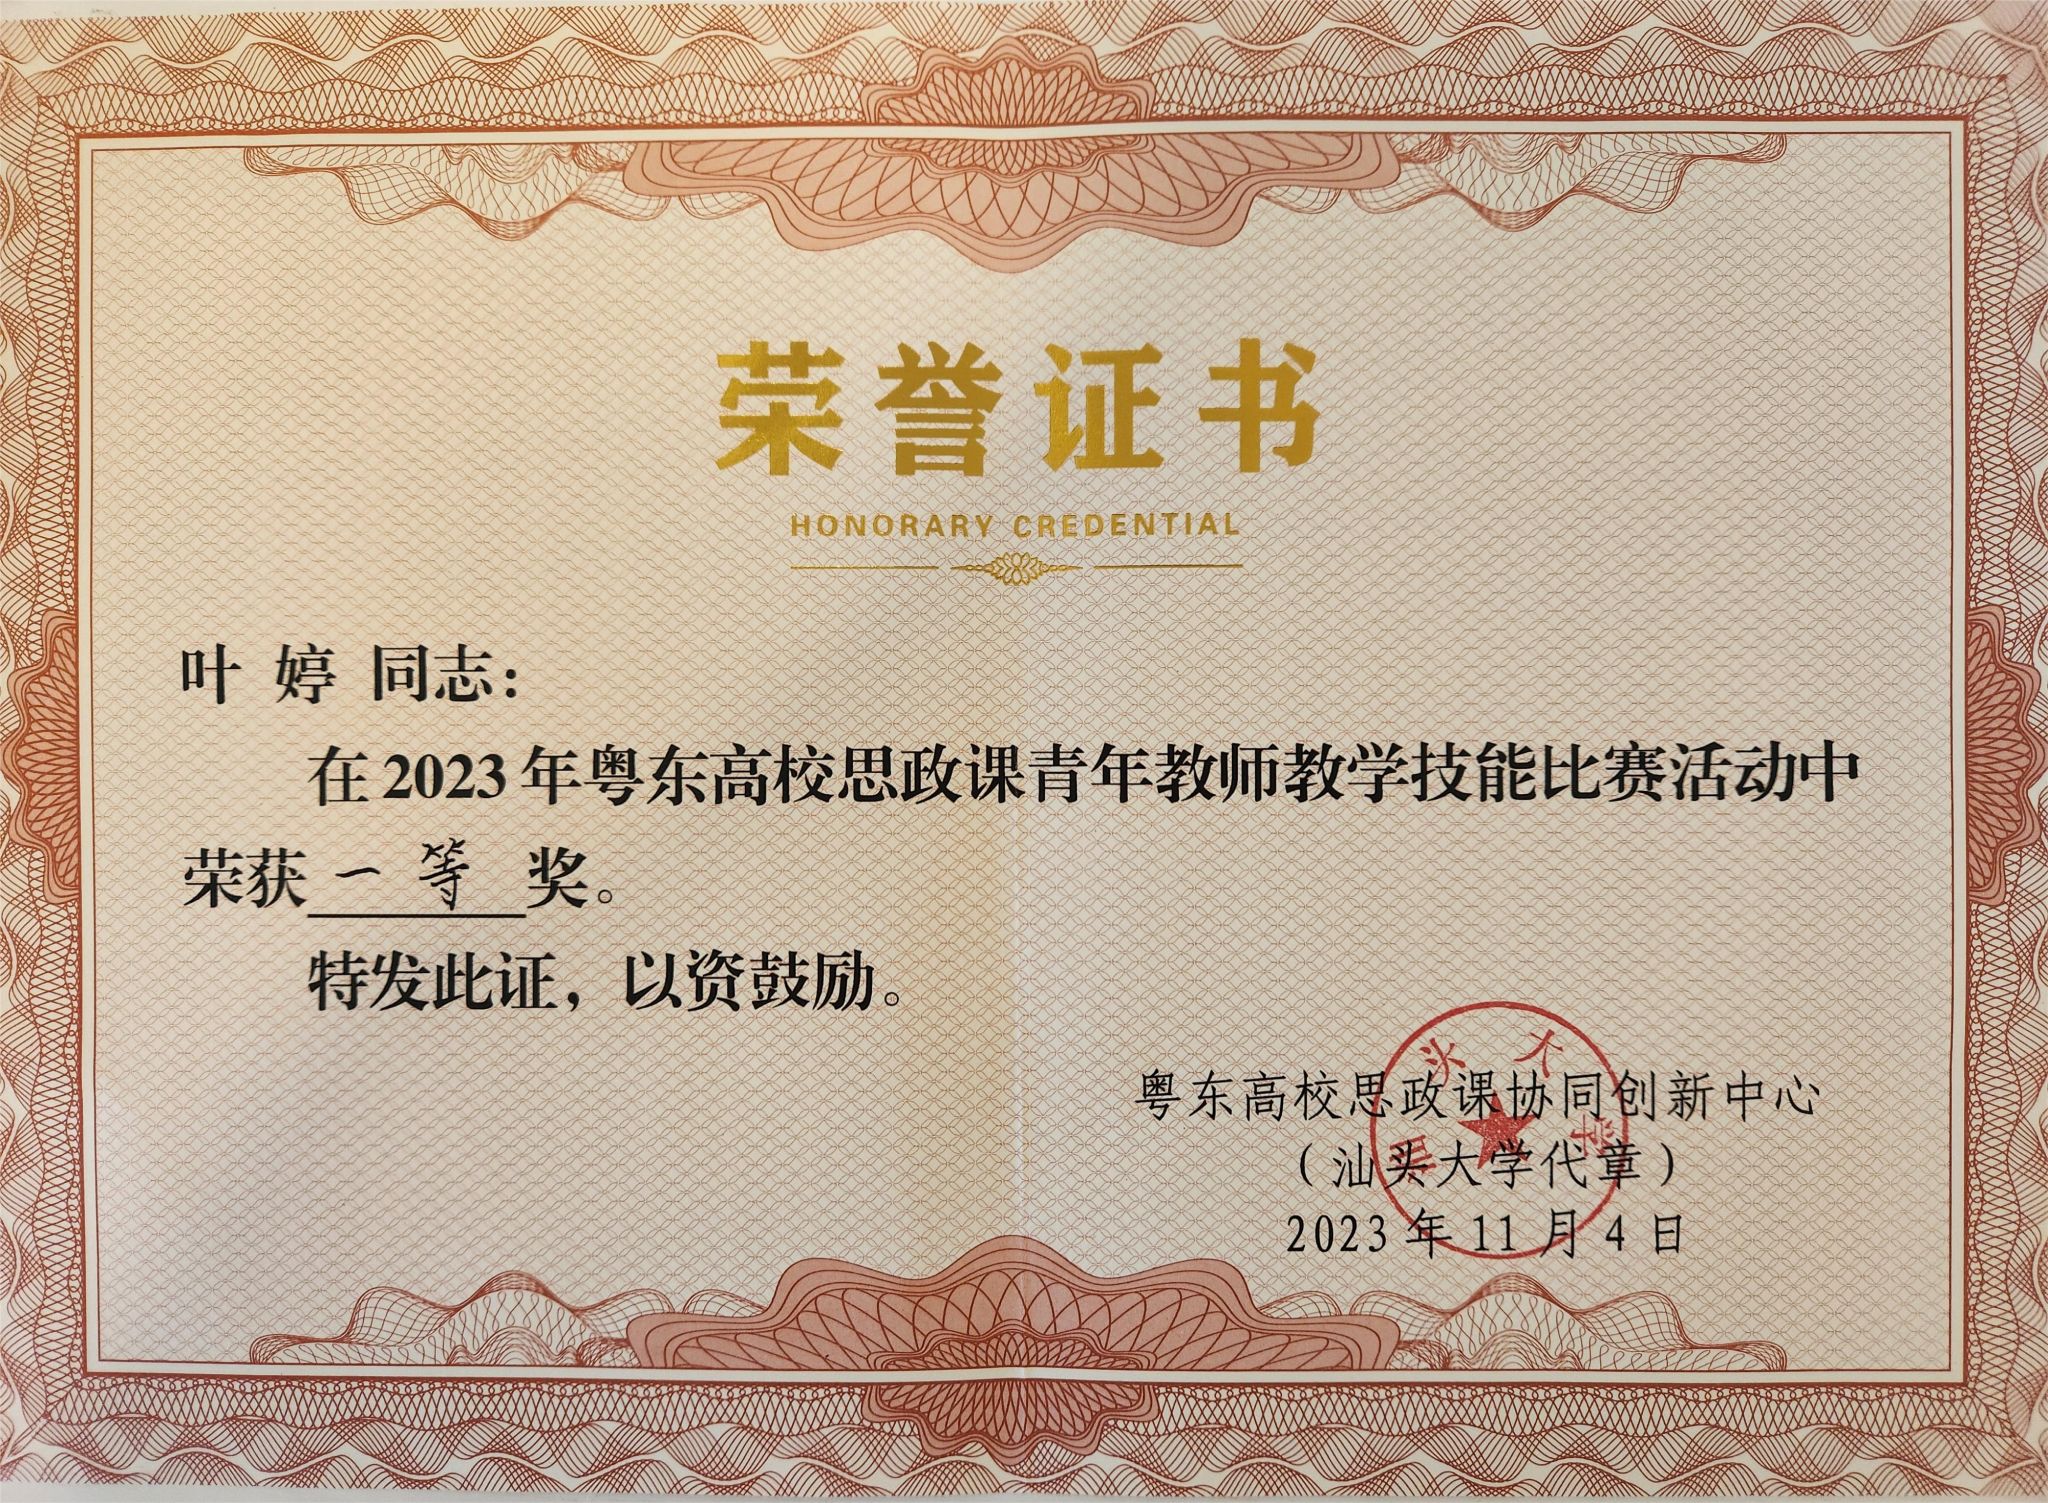 荣誉证书
HONORARY CREDENTIAL
叶 婷 同志：
在2023年粤东高校思政课青年教师教学技能比赛活动中
荣获 一 等 奖。
特发此证，以资鼓励。
粤东高校思政课协同创新中心
（汕头大学代章）
2023年11月4日
汕头大学